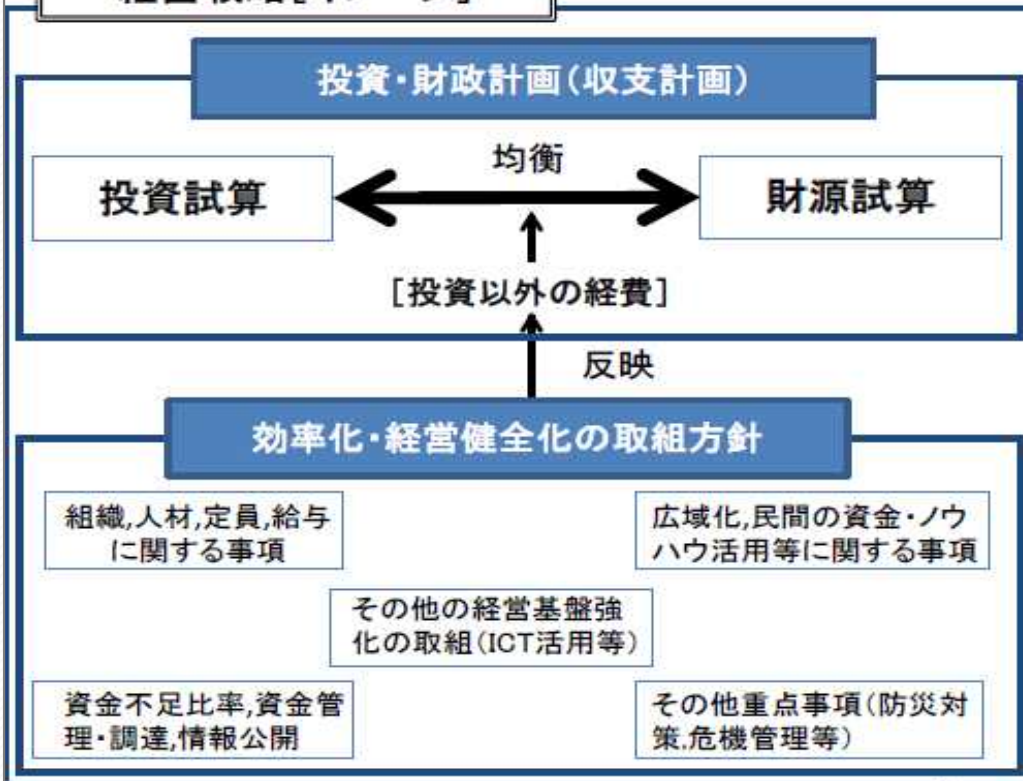 投資・財政計画(収支計画)
均衡
投資試算
財源試算
[投資以外の経費]
反映
効率化・経営健全化の取組方針
組織,人材,定員,給与
に関する事項
広域化,民間の資金・ノウ
ハウ活用等に関する事項
その他の経営基盤強
化の取組(ICT活用等)
資金不足比率,資金管
理・調達,情報公開
その他重点事項(防災対
策,危機管理等)